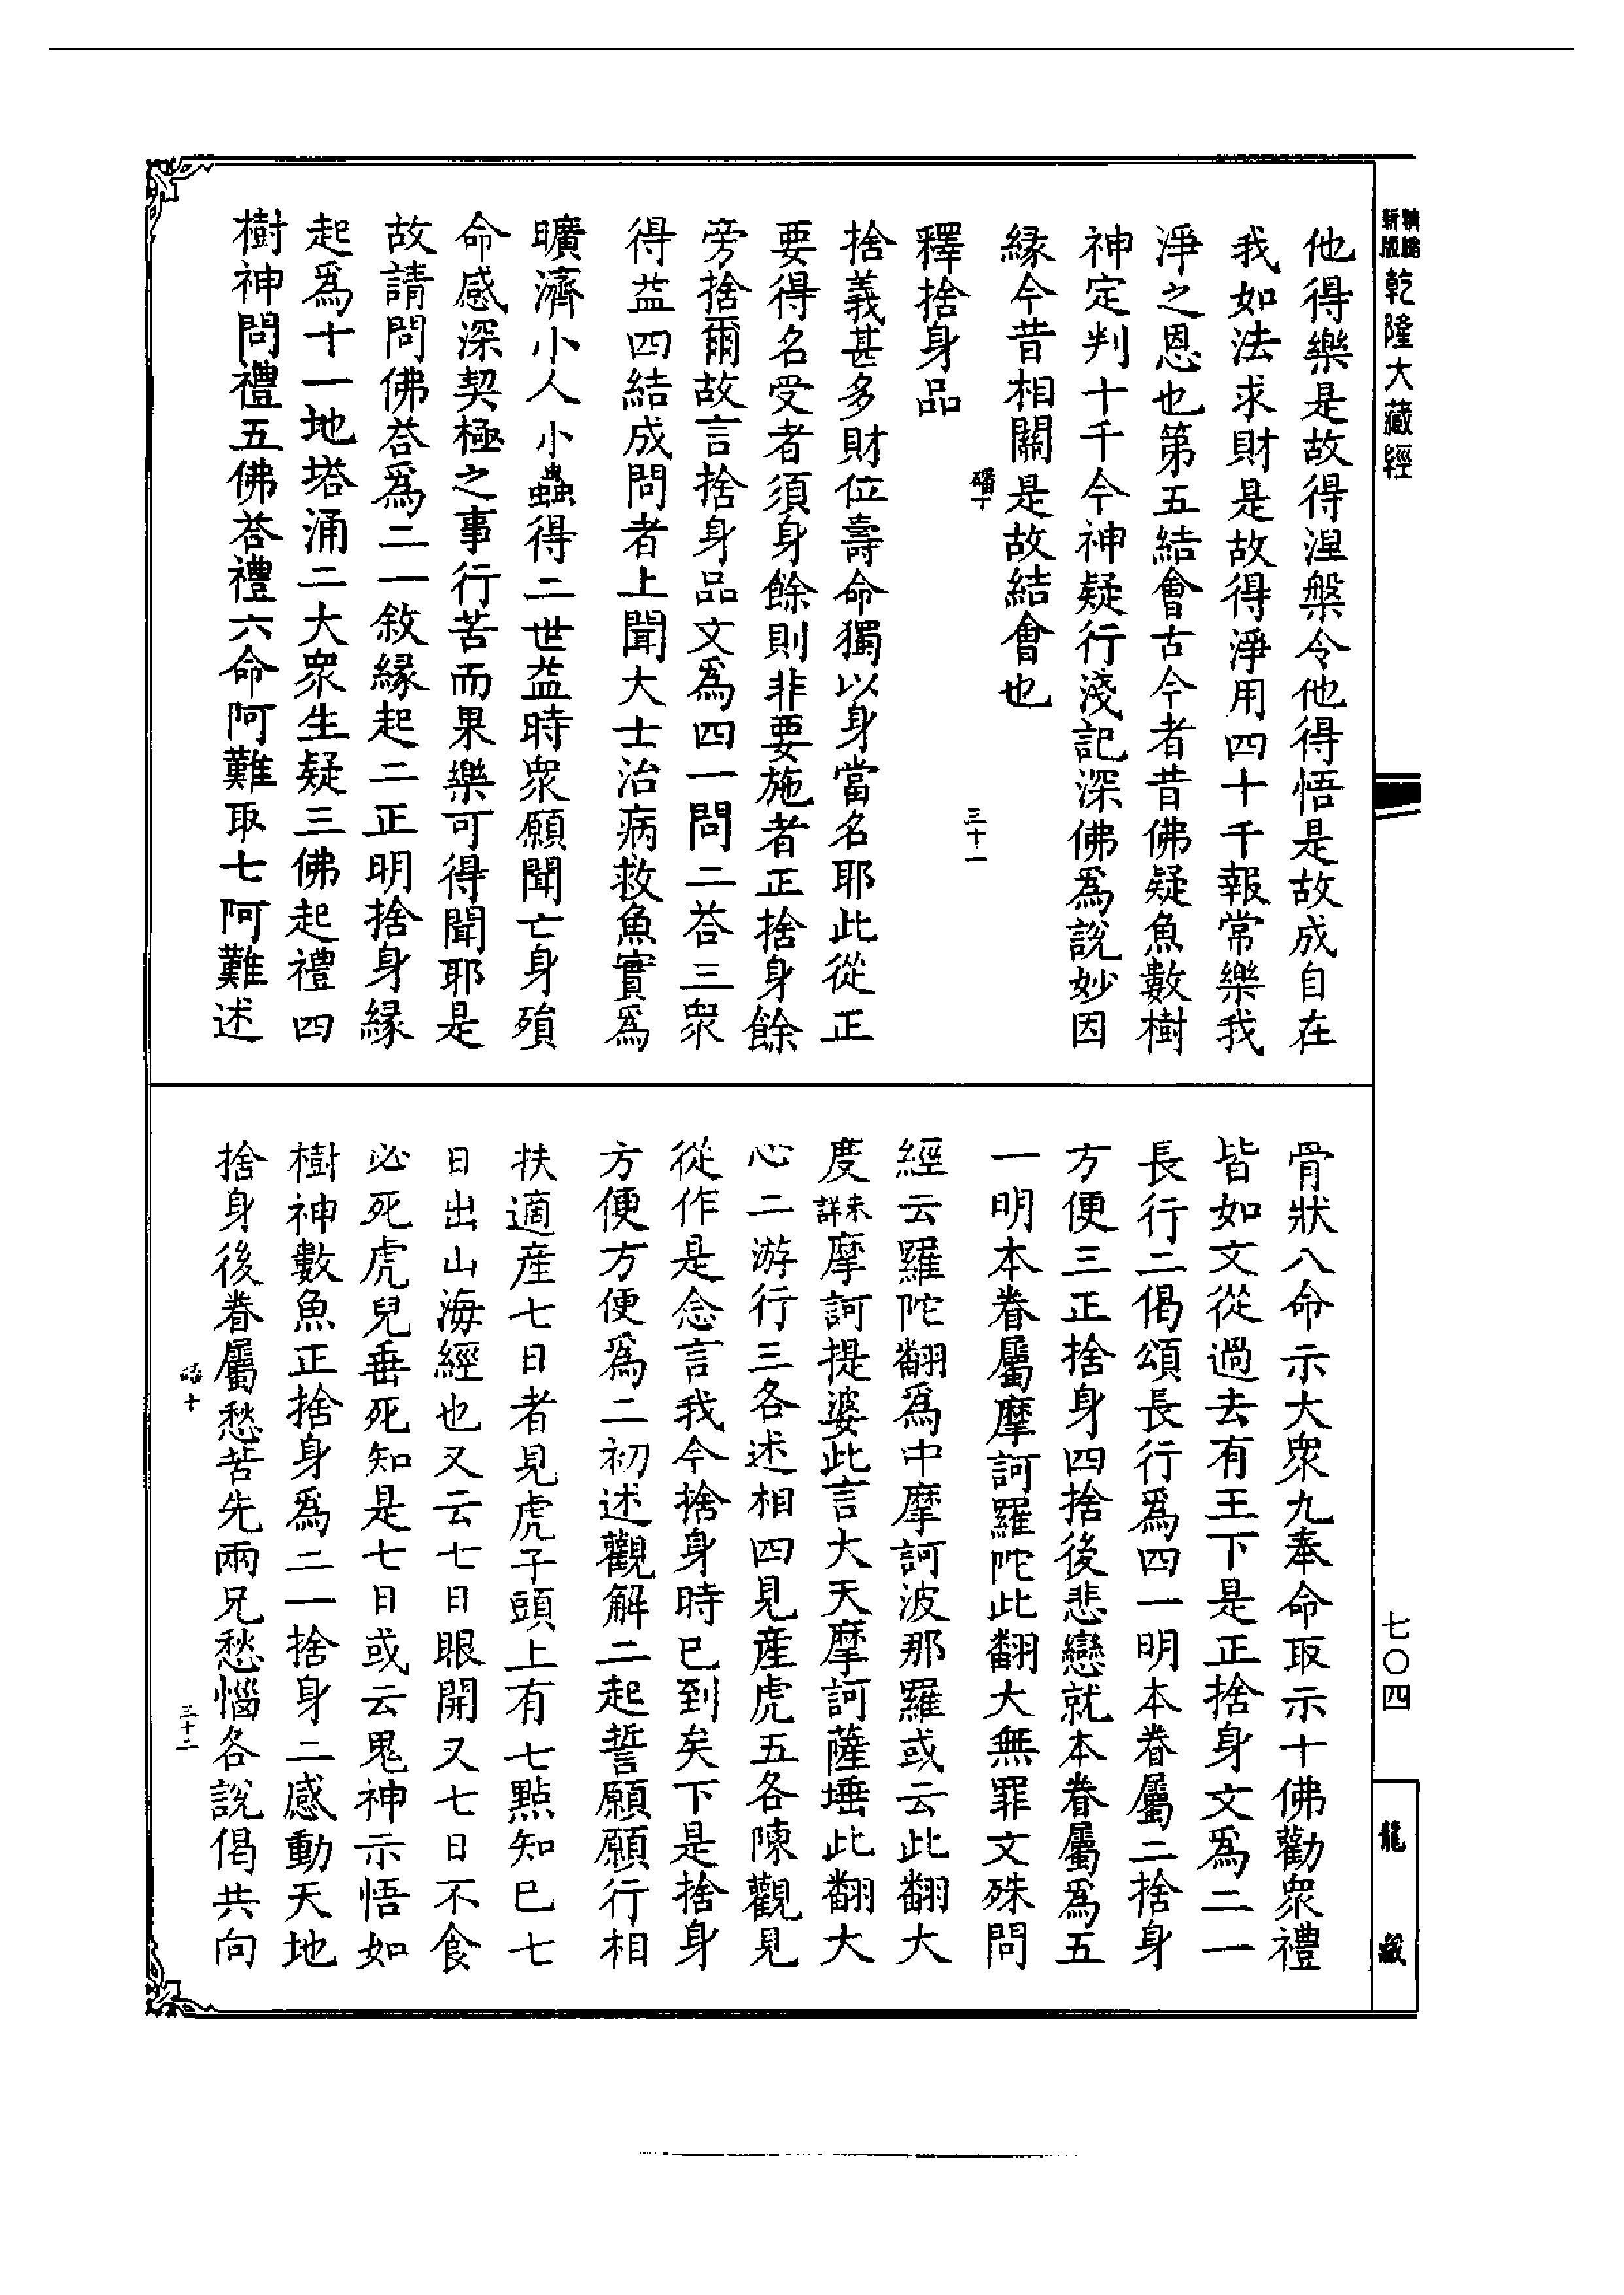 乾隆大藏經
他得樂是故得涅槃令他得悟是故成自在
我如法求財是故得淨用四十千報常樂我
淨之恩也第五結會古今者昔佛疑魚數樹
神定判十千今神疑行淺記深佛為說妙因
緣今昔相關是故結會也
三十一
釋捨身品
捨義甚多財位壽命獨以身當名耶此從正
要得名受者須身餘則非要施者正捨身餘
旁捨爾故言捨身品文為四一問二荅三眾
得益四結成問者上聞大士治病救魚實為
曠濟小人小蟲得二世益時眾願聞亡身殞
命感深契極之事行苦而果樂可得聞耶是
故請問佛荅為二一敘緣起二正明捨身緣
起為十一地塔涌二大眾生疑三佛起禮四
樹神問禮五佛荅禮六命阿難取七阿難述
骨狀八命示大眾九奉命取示十佛勸眾禮
皆如文從過去有王下是正捨身文為二一
長行二偈頌長行為四一明本眷屬二捨身
方便三正捨身四捨後悲戀就本眷屬為五
一明本眷屬摩訶羅陀此翻大無罪文殊問
經云羅陀翻為中摩訶波那羅或云此翻大
度未詳摩訶提婆此言大天摩訶薩埵此翻大
心二游行三各述相四見產虎五各陳觀見
從作是念言我今捨身時已到矣下是捨身
方便方便為二初述觀解二起誓願願行相
扶適產七日者見虎子頭上有七點知已七
日出山海經也又云七日眼開又七日不食
必死虎兒垂死知是七日或云鬼神示悟如
樹神數魚正捨身為二一捨身二感動天地
捨身後眷屬愁苦先兩兄愁惱各說偈共向
三十二
七〇四
龍藏